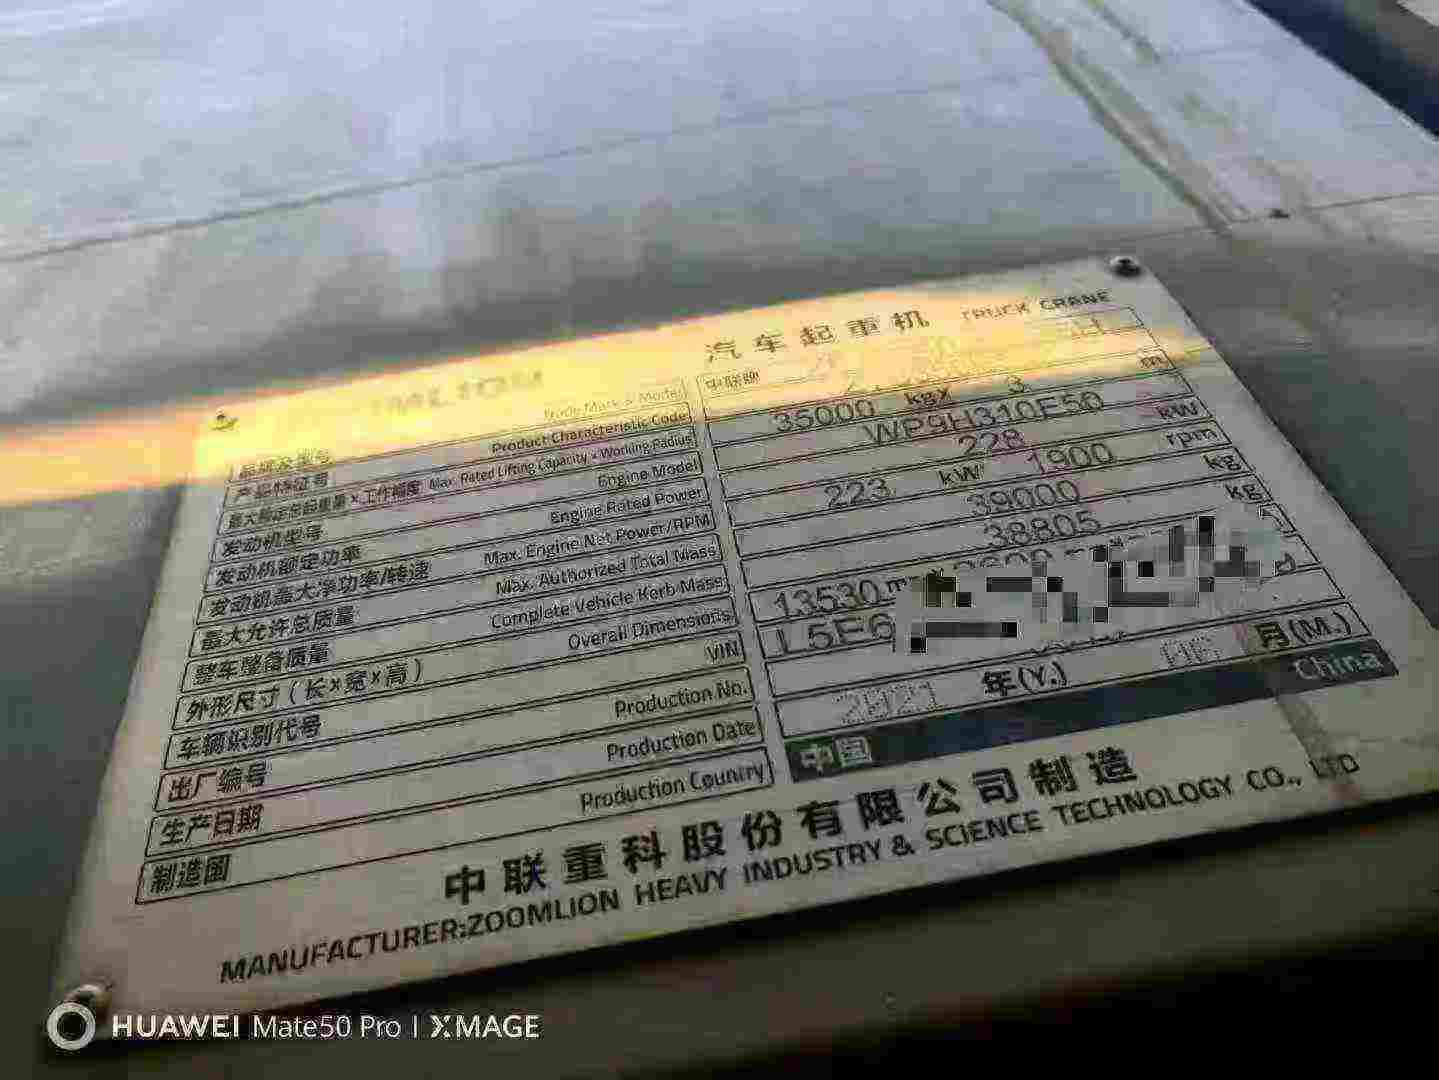 汽车起重机 TRUCK CRANE
品牌及型号 Trade Mark & Model 中联牌
产品特征号 Product Characteristic Code
最大额定总起重量×工作幅度 Max. Rated Lifting Capacity × Working Radius 35000 kg× 3 m
发动机型号 Engine Model WP9H310E50
发动机额定功率 Engine Rated Power 228 kW
发动机最大净功率/转速 Max. Engine Net Power/RPM 223 kW 1900 rpm
最大允许总质量 Max. Authorized Total Mass 39000 kg
整车整备质量 Complete Vehicle Kerb Mass 38805 kg
外形尺寸（长×宽×高） Overall Dimensions 13530
车辆识别代号 VIN L5E6
出厂编号 Production No.
生产日期 Production Date 2021 年(Y.) 06 月(M.)
制造国 Production Country 中国 China
中联重科股份有限公司制造
MANUFACTURER:ZOOMLION HEAVY INDUSTRY & SCIENCE TECHNOLOGY CO., LTD
HUAWEI Mate50 Pro | XMAGE